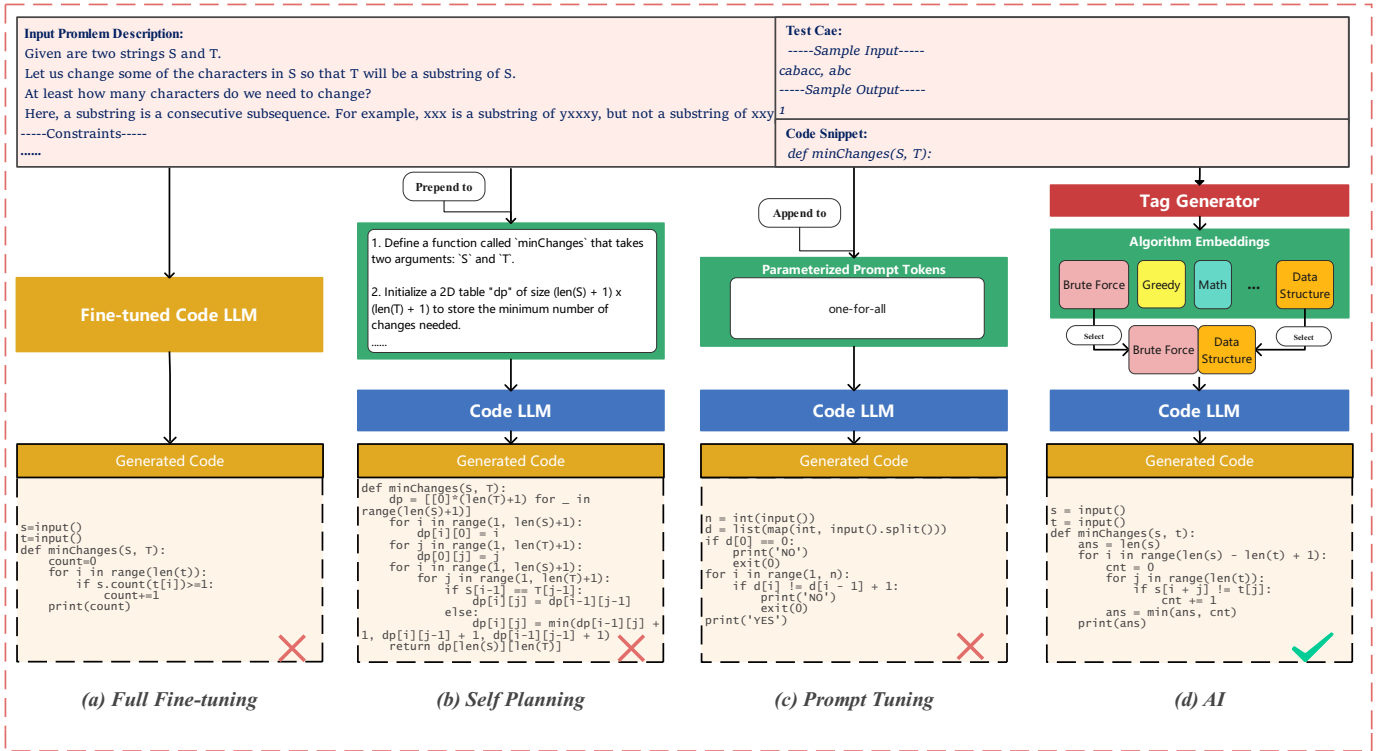 Input Promlem Description:
Given are two strings S and T.
Let us change some of the characters in S so that T will be a substring of S.
At least how many characters do we need to change?
Here, a substring is a consecutive subsequence. For example, xxx is a substring of yxxxy, but not a substring of xxy
-----Constraints-----
......
Test Cae:
-----Sample Input-----
cabacc, abc
-----Sample Output-----
1
Code Snippet:
def minChanges(S, T):
Fine-tuned Code LLM
Generated Code
s=input()
t=input()
def minChanges(S, T):
    count=0
    for i in range(len(t):
        if s.count(t[i])>=1:
            count+=1
    print(count)
(a) Full Fine-tuning
Prepend to
1. Define a function called `minChanges` that takes
two arguments: `S` and `T`.
2. Initialize a 2D table "dp" of size (len(S) + 1) x
(len(T) + 1) to store the minimum number of
changes needed.
......
Code LLM
Generated Code
def minChanges(S, T):
    dp = [[0]*(len(T)+1) for _ in
range(len(S)+1)]
    for i in range(1, len(S)+1):
        dp[i][0] = i
    for j in range(1, len(T)+1):
        dp[0][j] = j
    for i in range(1, len(S)+1):
        for j in range(1, len(T)+1):
            if S[i-1] == T[j-1]:
                dp[i][j] = dp[i-1][j-1]
            else:
                dp[i][j] = min(dp[i-1][j] +
1, dp[i][j-1] + 1, dp[i-1][j-1] + 1)
    return dp[len(S)][len(T)]
(b) Self Planning
Append to
Parameterized Prompt Tokens
one-for-all
Code LLM
Generated Code
n = int(input())
d = list(map(int, input().split()))
if d[0] == 0:
    print('NO')
    exit(0)
for i in range(1, n):
    if d[i] != d[i - 1] + 1:
        print('NO')
        exit(0)
print('YES')
(c) Prompt Tuning
Tag Generator
Algorithm Embeddings
Brute Force
Greedy
Math
...
Data
Structure
Select
Select
Brute Force
Data
Structure
Code LLM
Generated Code
s = input()
t = input()
def minChanges(s, t):
    ans = len(s)
    for i in range(len(s) - len(t) + 1):
        cnt = 0
        for j in range(len(t)):
            if s[i + j] != t[j]:
                cnt += 1
        ans = min(ans, cnt)
    print(ans)
(d) AI